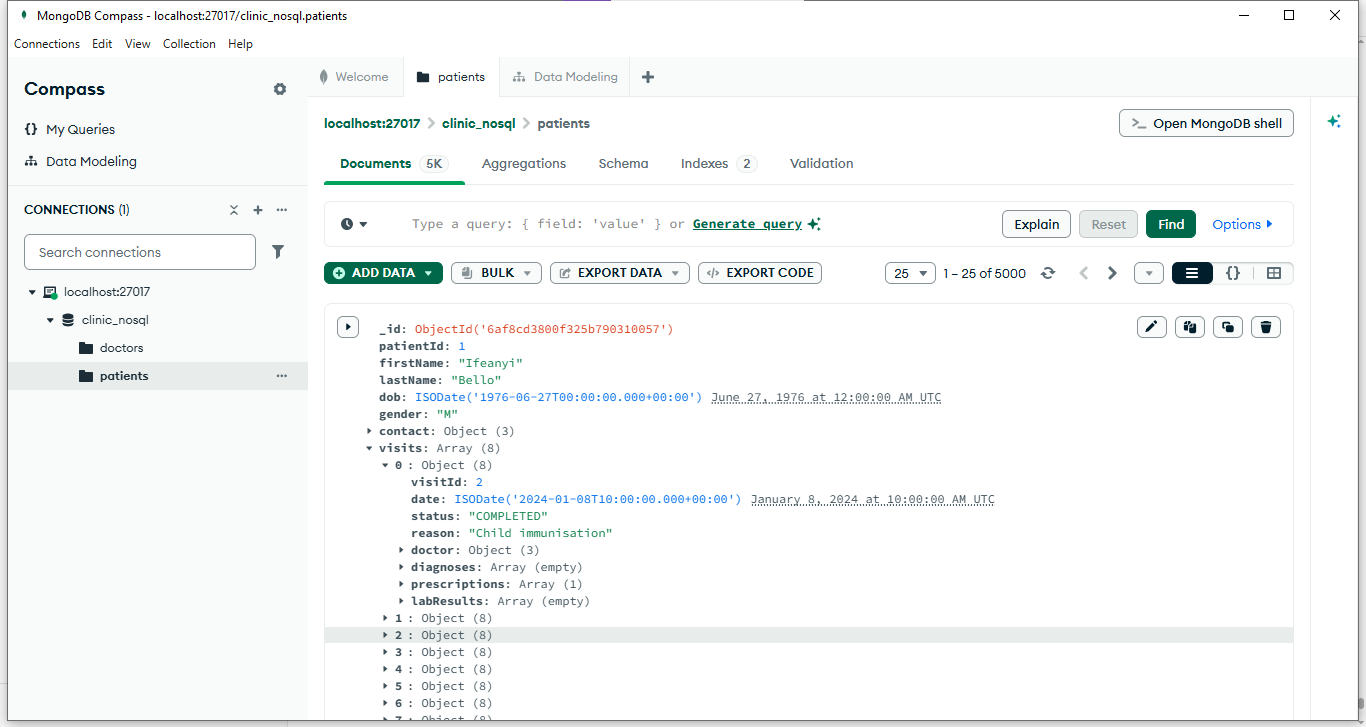 MongoDB Compass - localhost:27017/clinic_nosql.patients
Connections Edit View Collection Help
Compass
My Queries
Data Modeling
CONNECTIONS (1)
Search connections
localhost:27017
clinic_nosql
doctors
patients
Welcome patients Data Modeling
localhost:27017 > clinic_nosql > patients
>_ Open MongoDB shell
Documents 5K Aggregations Schema Indexes 2 Validation
Type a query: { field: 'value' } or Generate query
Explain Reset Find Options
ADD DATA BULK EXPORT DATA EXPORT CODE 25 1 – 25 of 5000
_id: ObjectId('6af8cd3800f325b790310057')
patientId: 1
firstName: "Ifeanyi"
lastName: "Bello"
dob: ISODate('1976-06-27T00:00:00.000+00:00') June 27, 1976 at 12:00:00 AM UTC
gender: "M"
contact: Object (3)
visits: Array (8)
0 : Object (8)
visitId: 2
date: ISODate('2024-01-08T10:00:00.000+00:00') January 8, 2024 at 10:00:00 AM UTC
status: "COMPLETED"
reason: "Child immunisation"
doctor: Object (3)
diagnoses: Array (empty)
prescriptions: Array (1)
labResults: Array (empty)
1 : Object (8)
2 : Object (8)
3 : Object (8)
4 : Object (8)
5 : Object (8)
6 : Object (8)
7 : Object (8)